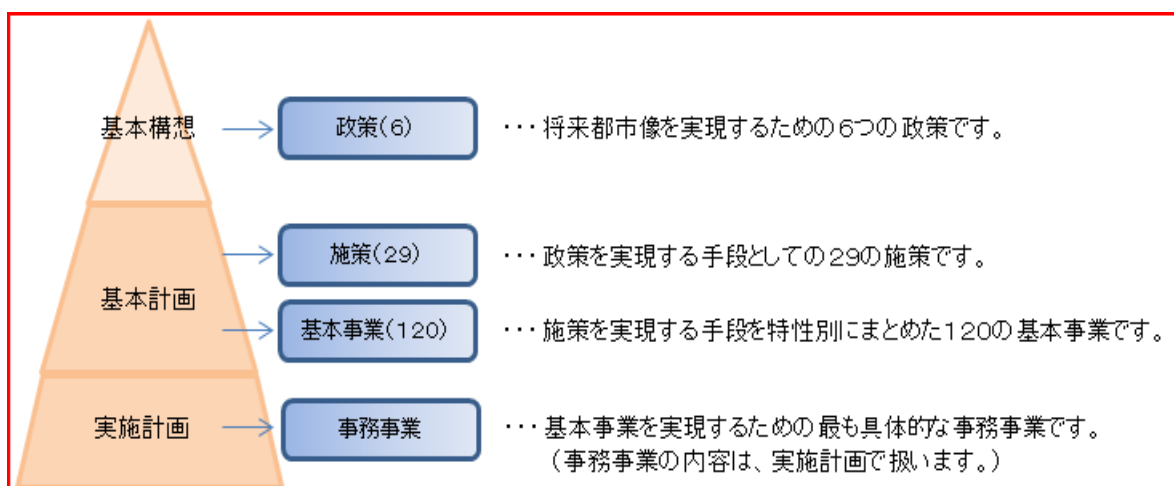 基本構想
政策(6)
・・・将来都市像を実現するための6つの政策です。
基本計画
施策(29)
・・・政策を実現する手段としての29の施策です。
基本事業(120)
・・・施策を実現する手段を特性別にまとめた120の基本事業です。
実施計画
事務事業
・・・基本事業を実現するための最も具体的な事務事業です。
（事務事業の内容は、実施計画で扱います。）